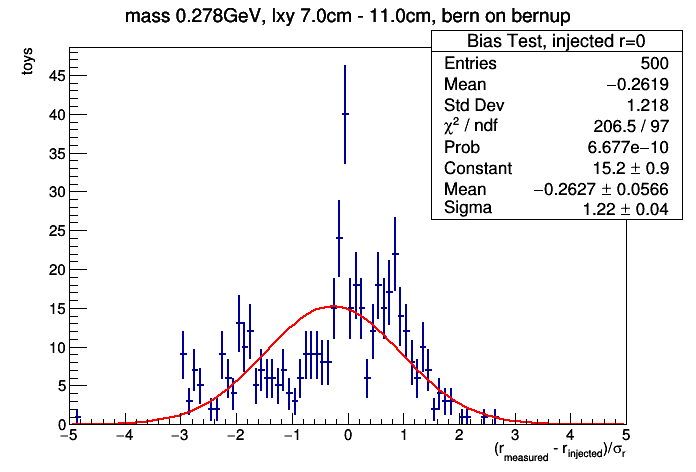 mass 0.278GeV, lxy 7.0cm - 11.0cm, bern on bernup
toys
Bias Test, injected r=0
Entries 500
Mean −0.2619
Std Dev 1.218
χ² / ndf 206.5 / 97
Prob 6.677e−10
Constant 15.2 ± 0.9
Mean −0.2627 ± 0.0566
Sigma 1.22 ± 0.04
45
40
35
30
25
20
15
10
5
0
−5 −4 −3 −2 −1 0 1 2 3 4 5
(r_measured - r_injected)/σ_r